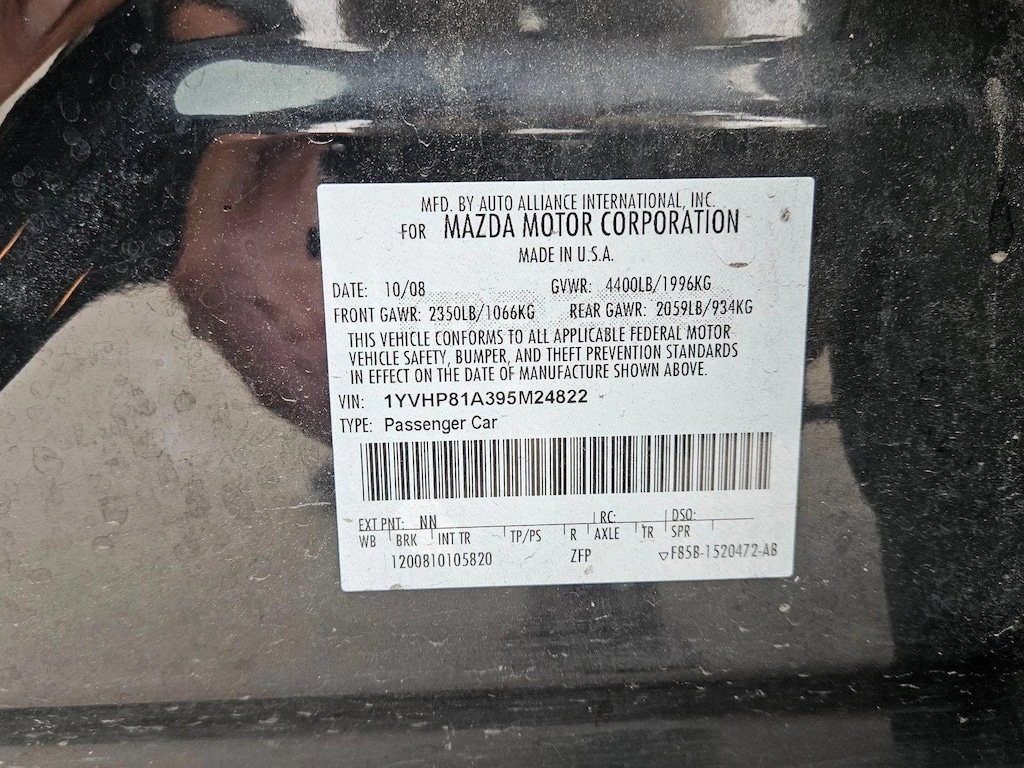 MFD. BY AUTO ALLIANCE INTERNATIONAL, INC.
FOR MAZDA MOTOR CORPORATION
MADE IN U.S.A.
DATE: 10/08 GVWR: 4400LB/1996KG
FRONT GAWR: 2350LB/1066KG REAR GAWR: 2059LB/934KG
THIS VEHICLE CONFORMS TO ALL APPLICABLE FEDERAL MOTOR
VEHICLE SAFETY, BUMPER, AND THEFT PREVENTION STANDARDS
IN EFFECT ON THE DATE OF MANUFACTURE SHOWN ABOVE.
VIN: 1YVHP81A395M24822
TYPE: Passenger Car
EXT PNT: NN RC: DSO:
WB BRK INT TR TP/PS R AXLE TR SPR
1200810105820 ZFP ▽F85B-1520472-AB